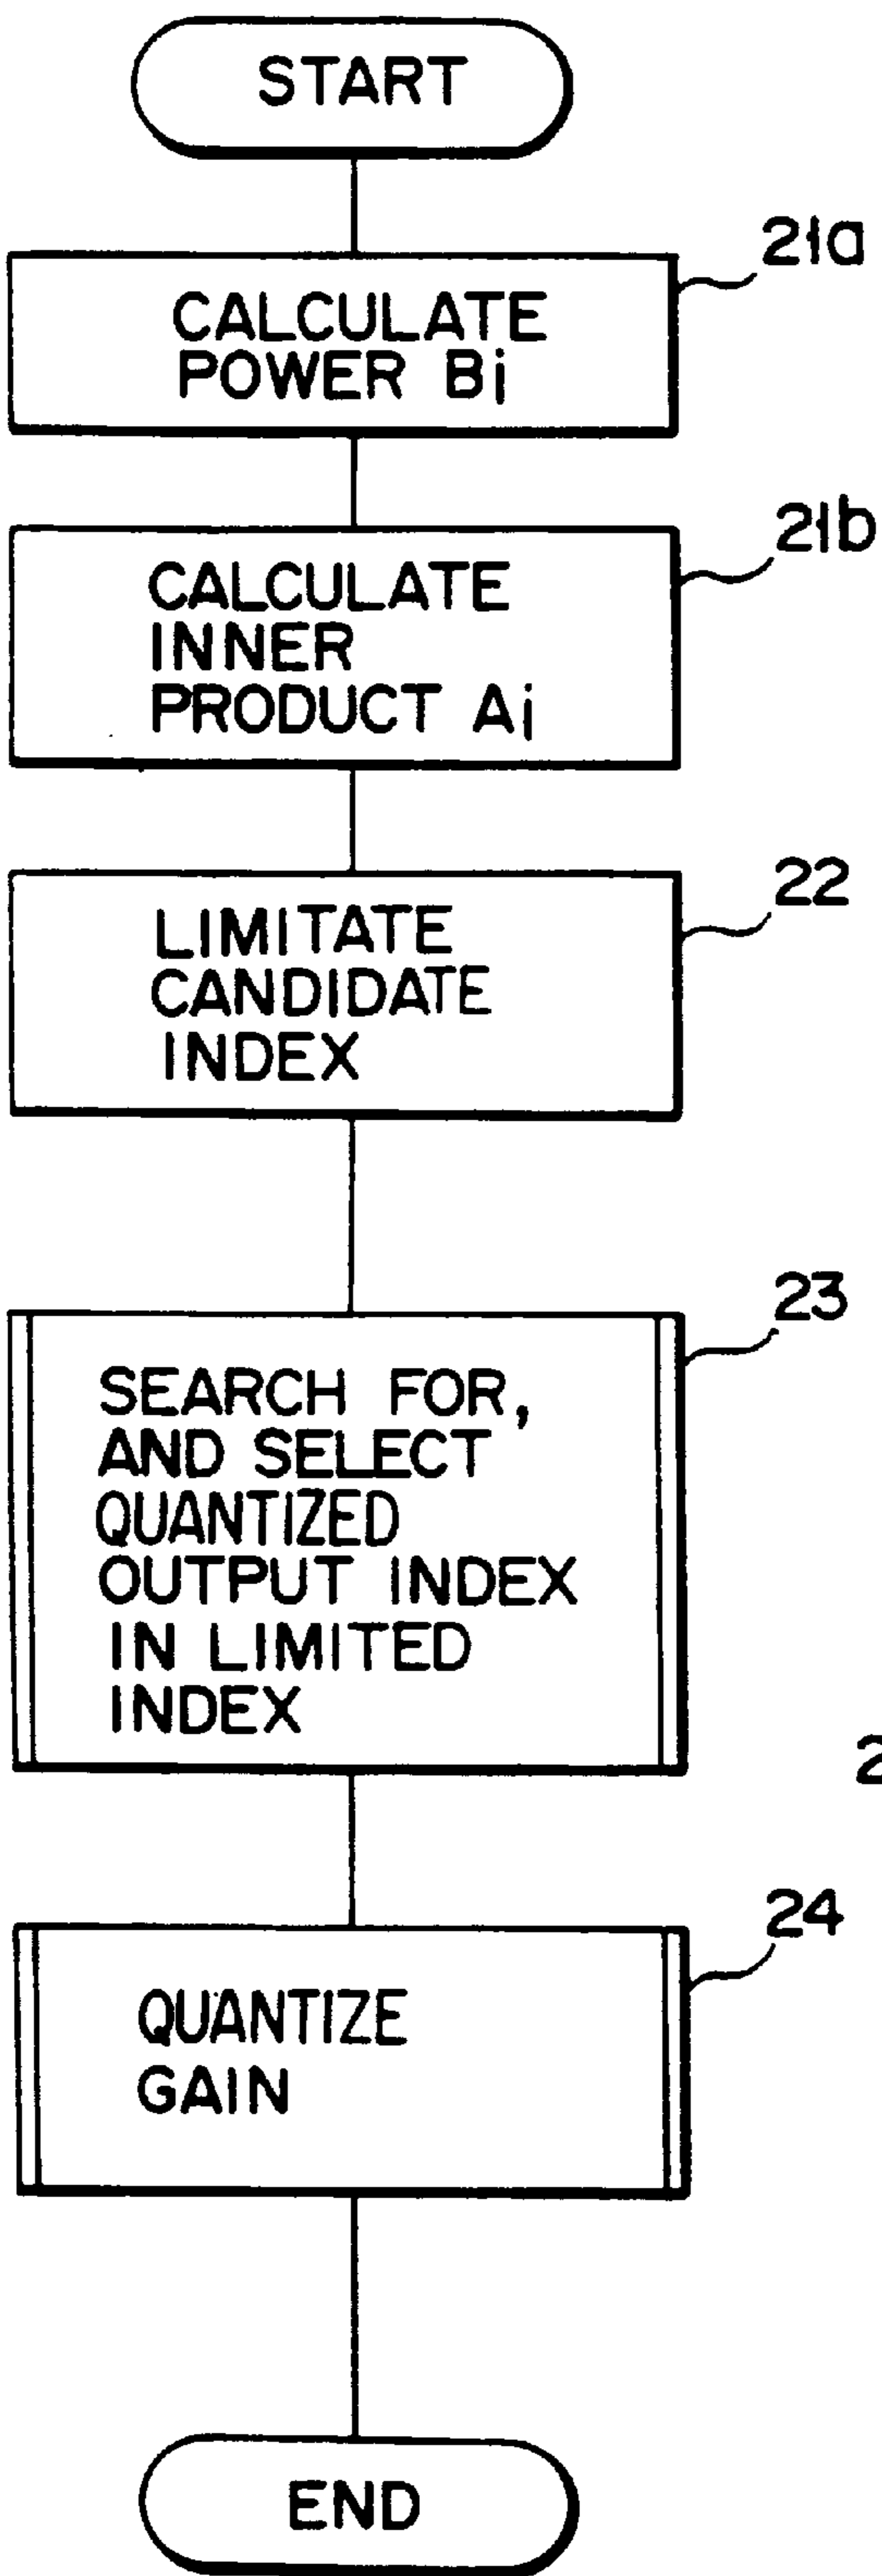 START
21a
CALCULATE
POWER Bi
21b
CALCULATE
INNER
PRODUCT Ai
22
LIMITATE
CANDIDATE
INDEX
23
SEARCH FOR,
AND SELECT
QUANTIZED
OUTPUT INDEX
IN LIMITED
INDEX
2
24
QUANTIZE
GAIN
END